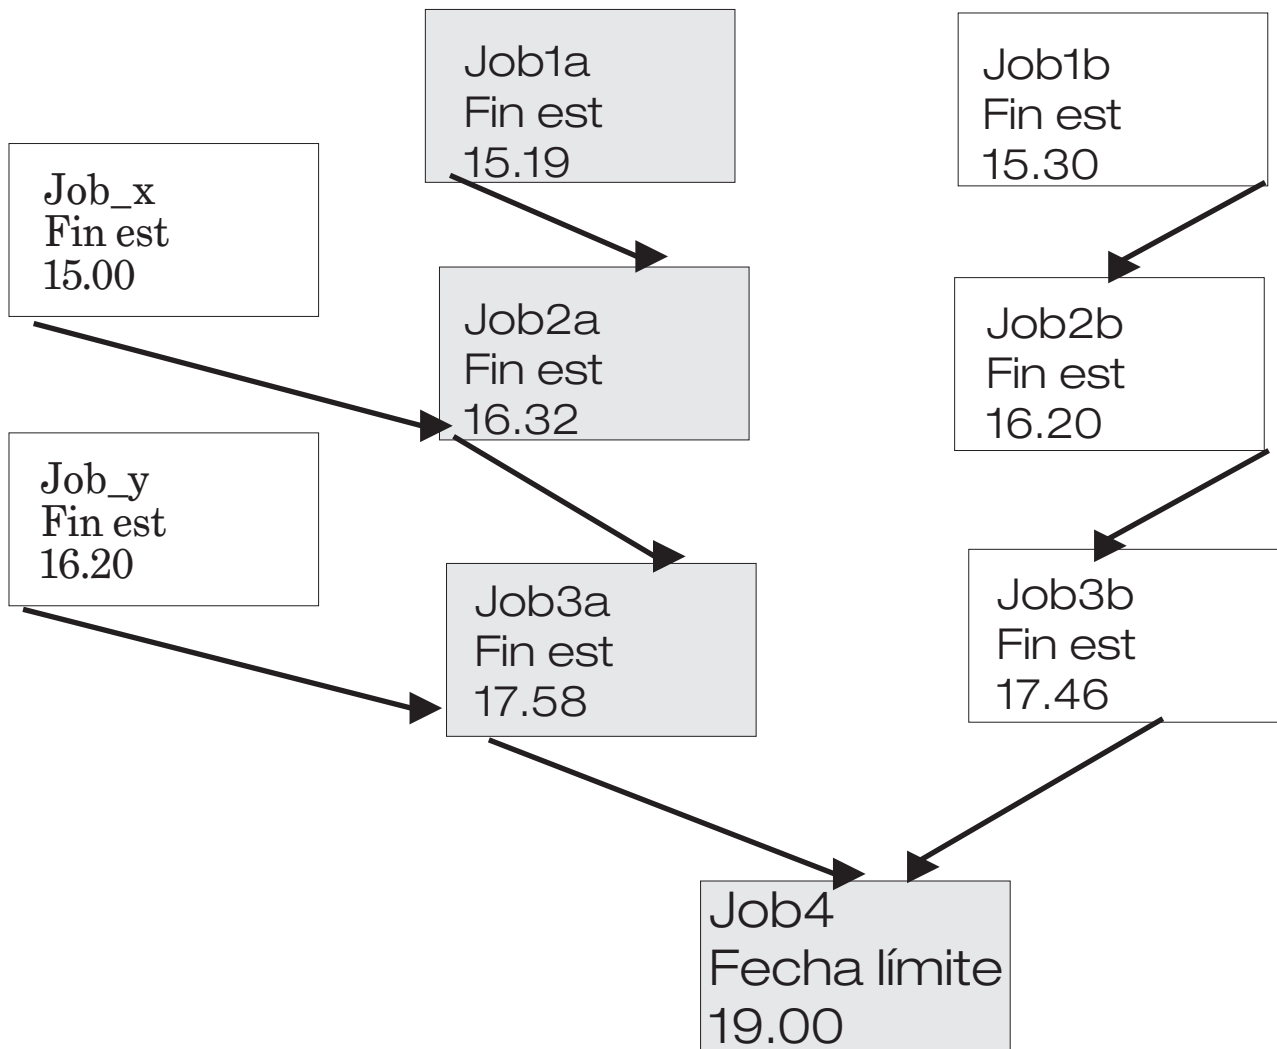 Job1a
Fin est
15.19
Job1b
Fin est
15.30
Job_x
Fin est
15.00
Job2a
Fin est
16.32
Job2b
Fin est
16.20
Job_y
Fin est
16.20
Job3a
Fin est
17.58
Job3b
Fin est
17.46
Job4
Fecha límite
19.00